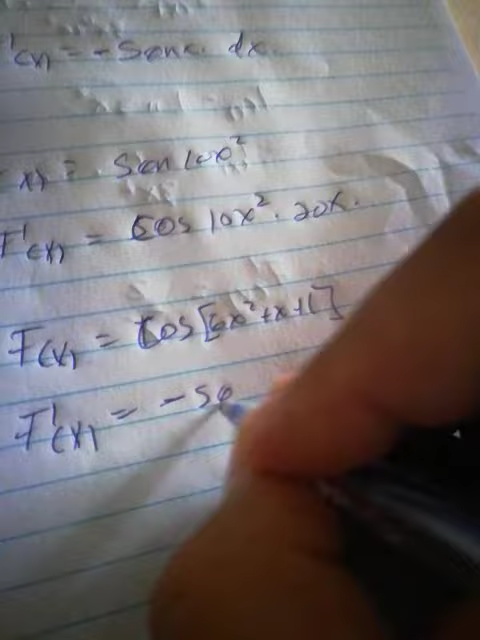 '(x) = -Senx. dx.
x) = Sen 10x²
F'(x) = Cos 10x². 20x.
F(x) = Cos [6x²+x+1]
F'(x) = -se